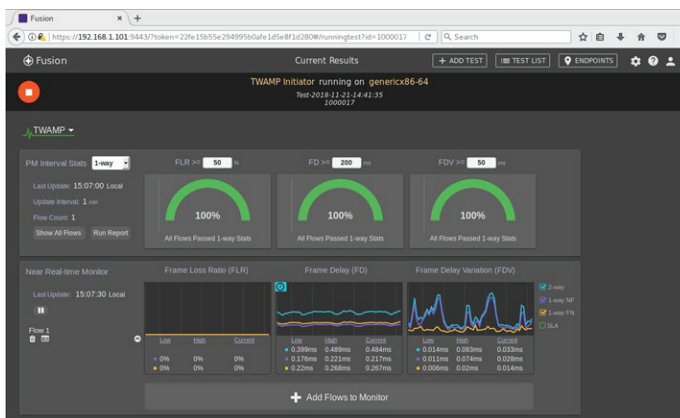 Fusion
https://192.168.1.101:9443/?token=22fe15b55e294995b0afe1d5e8f1d280#/runningtest?id=1000017
Search
Fusion
Current Results
+ ADD TEST
TEST LIST
ENDPOINTS
TWAMP Initiator running on genericx86-64
Test-2018-11-21-14:41:35
1000017
TWAMP
PM Interval Stats 1-way
FLR >= 50 %
FD >= 200 ms
FDV >= 50 ms
Last Update: 15:07:00 Local
Update Interval: 1 min
Flow Count: 1
Show All Flows Run Report
100%
All Flows Passed 1-way Stats
100%
All Flows Passed 1-way Stats
100%
All Flows Passed 1-way Stats
Near Real-time Monitor
Frame Loss Ratio (FLR)
Frame Delay (FD)
Frame Delay Variation (FDV)
Last Update: 15:07:30 Local
2-way
1-way NF
1-way FN
SLA
Flow 1
Low High Current
0% 0% 0%
0% 0% 0%
Low High Current
0.399ms 0.489ms 0.484ms
0.176ms 0.221ms 0.217ms
0.22ms 0.268ms 0.267ms
Low High Current
0.014ms 0.083ms 0.033ms
0.011ms 0.074ms 0.028ms
0.006ms 0.02ms 0.014ms
+ Add Flows to Monitor